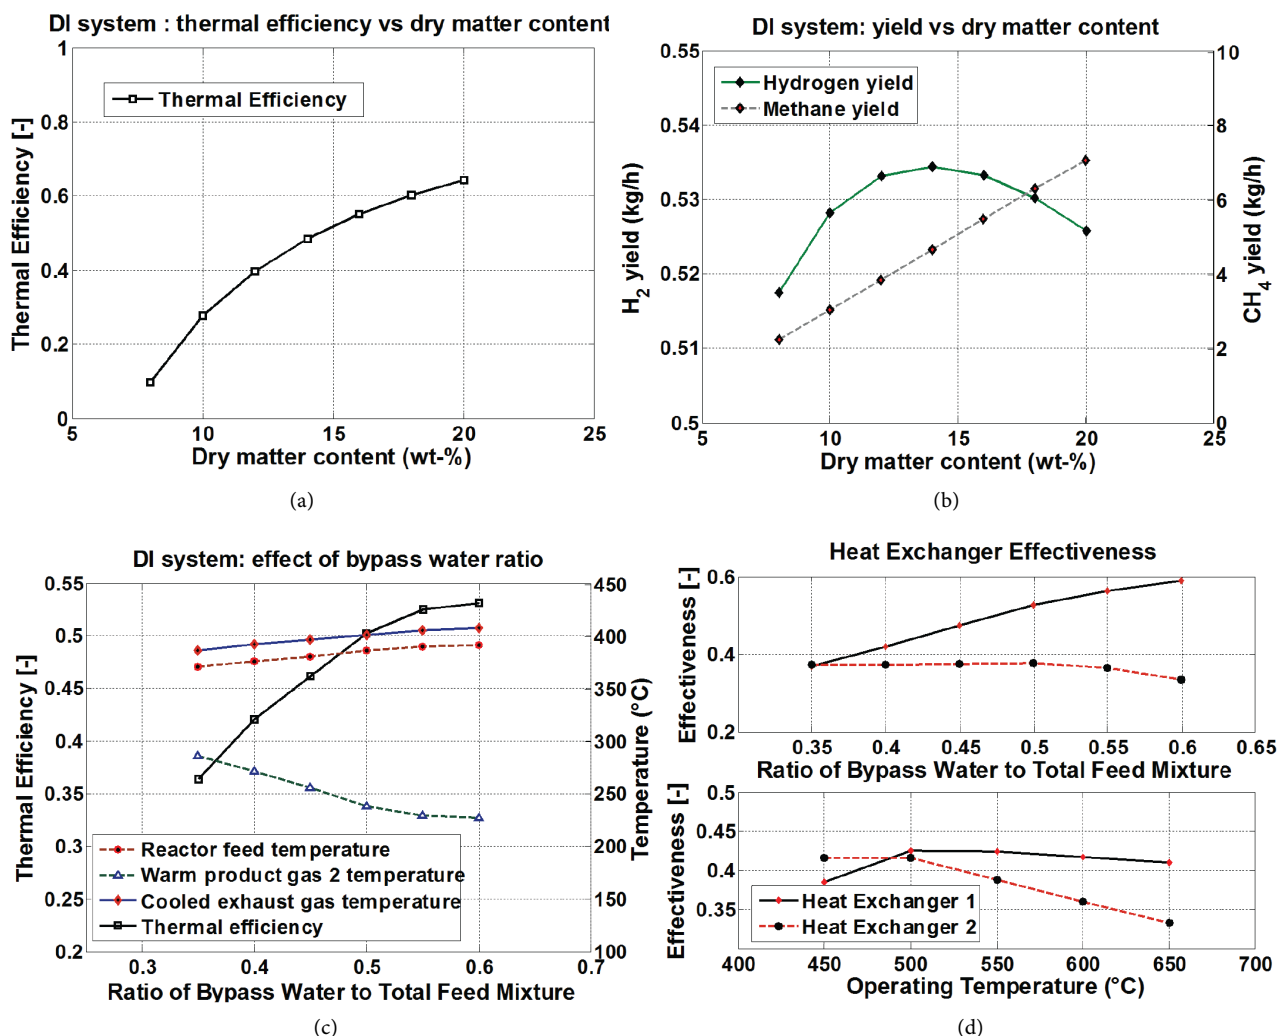 DI system : thermal efficiency vs dry matter content
1
0.8
0.6
0.4
0.2
0
Thermal Efficiency [-]
Thermal Efficiency
5
10
15
20
25
Dry matter content (wt-%)
(a)
DI system: yield vs dry matter content
0.55
0.54
0.53
0.52
0.51
0.5
H2 yield (kg/h)
Hydrogen yield
Methane yield
10
8
6
4
2
0
CH4 yield (kg/h)
5
10
15
20
25
Dry matter content (wt-%)
(b)
DI system: effect of bypass water ratio
0.55
0.5
0.45
0.4
0.35
0.3
0.25
0.2
Thermal Efficiency [-]
450
400
350
300
250
200
150
100
Temperature (°C)
Reactor feed temperature
Warm product gas 2 temperature
Cooled exhaust gas temperature
Thermal efficiency
0.3
0.4
0.5
0.6
0.7
Ratio of Bypass Water to Total Feed Mixture
(c)
Heat Exchanger Effectiveness
0.6
0.4
0.2
Effectiveness [-]
0.35
0.4
0.45
0.5
0.55
0.6
0.65
Ratio of Bypass Water to Total Feed Mixture
0.5
0.45
0.4
0.35
Effectiveness [-]
Heat Exchanger 1
Heat Exchanger 2
400
450
500
550
600
650
700
Operating Temperature (°C)
(d)